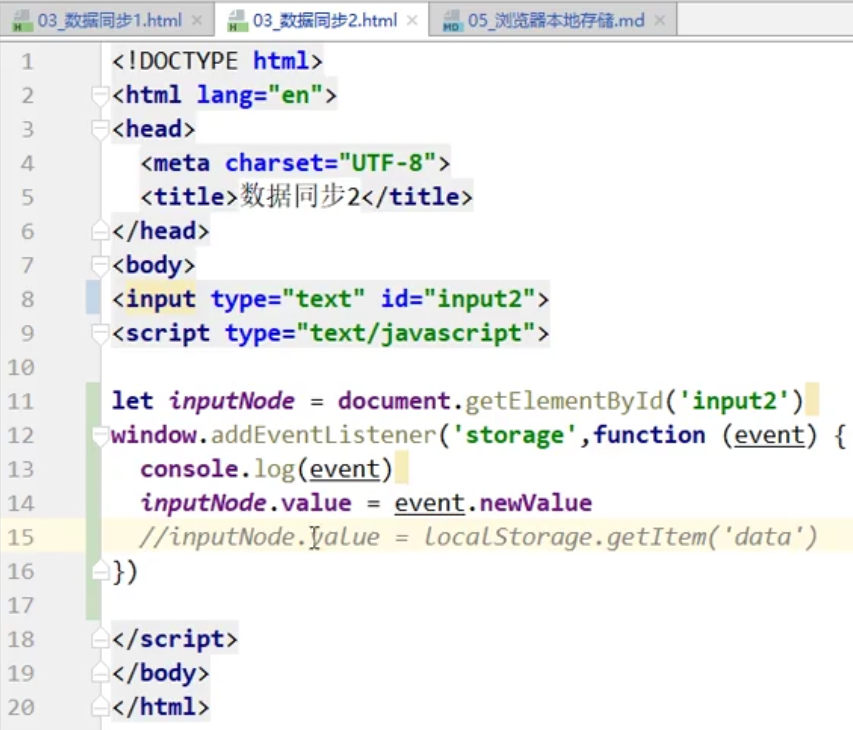 03_数据同步1.html 03_数据同步2.html 05_浏览器本地存储.md
1 <!DOCTYPE html>
2 <html lang="en">
3 <head>
4 <meta charset="UTF-8">
5 <title>数据同步2</title>
6 </head>
7 <body>
8 <input type="text" id="input2">
9 <script type="text/javascript">
10
11 let inputNode = document.getElementById('input2')
12 window.addEventListener('storage',function (event) {
13 console.log(event)
14 inputNode.value = event.newValue
15 //inputNode.value = localStorage.getItem('data')
16 })
17
18 </script>
19 </body>
20 </html>